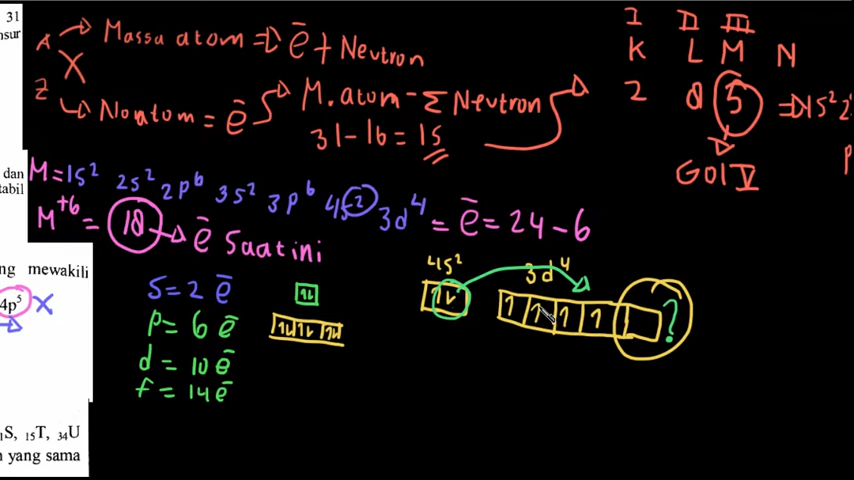 31
nsur
A → Massa atom ⇒ ē + Neutron
X
Z → No atom = ē → M. atom - Σ Neutron
31 - 16 = 15
I II III
K L M N
2 8 5 ⇒ 1s² 2
Gol V
P
dan
tabil
M = 1s² 2s² 2p⁶ 3s² 3p⁶ 4s² 3d⁴ = ē = 24 - 6
M⁺⁶ = 18 → ē Saat ini
ng mewakili
4p⁵ X
S = 2 ē
P = 6 ē
d = 10 ē
f = 14 ē
4s² 3d⁴
?
S, ₁₅T, ₃₄U
yang sama